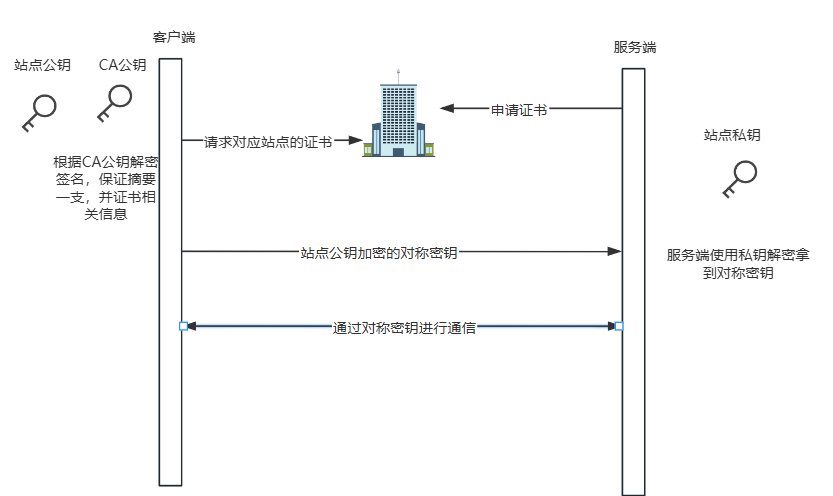 客户端
服务端
站点公钥
CA公钥
申请证书
请求对应站点的证书
站点私钥
根据CA公钥解密
签名，保证摘要
一支，并证书相
关信息
站点公钥加密的对称密钥
服务端使用私钥解密拿
到对称密钥
通过对称密钥进行通信